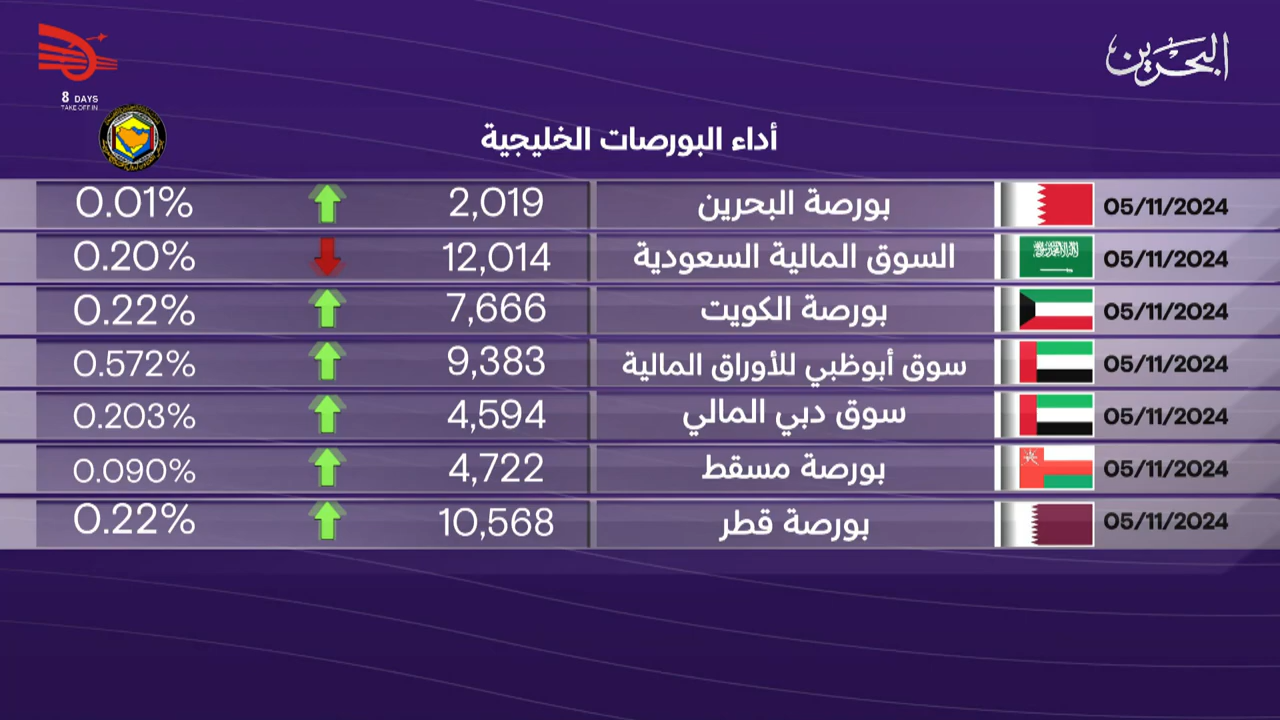 البحرين
8 DAYS
TAKE OFF IN
أداء البورصات الخليجية
05/11/2024 بورصة البحرين 2,019 0.01%
05/11/2024 السوق المالية السعودية 12,014 0.20%
05/11/2024 بورصة الكويت 7,666 0.22%
05/11/2024 سوق أبوظبي للأوراق المالية 9,383 0.572%
05/11/2024 سوق دبي المالي 4,594 0.203%
05/11/2024 بورصة مسقط 4,722 0.090%
05/11/2024 بورصة قطر 10,568 0.22%